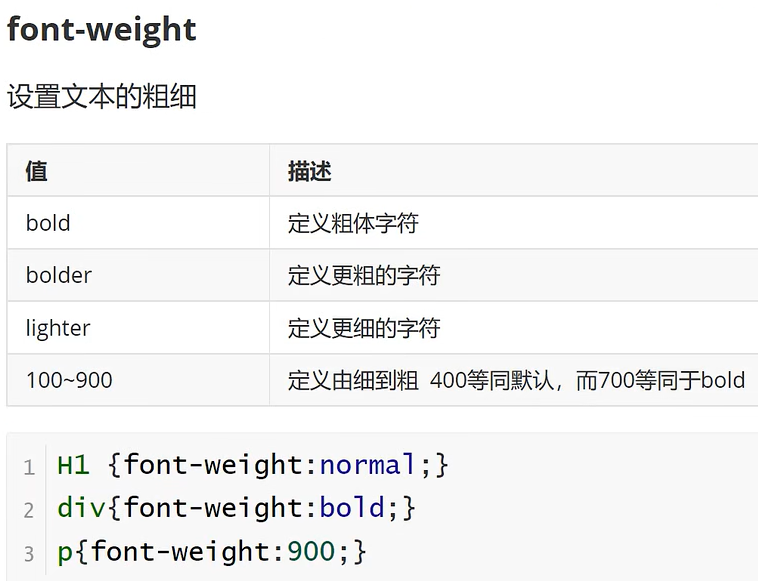 font-weight
设置文本的粗细
值 描述
bold 定义粗体字符
bolder 定义更粗的字符
lighter 定义更细的字符
100~900 定义由细到粗 400等同默认，而700等同于bold
1 H1 {font-weight:normal;}
2 div{font-weight:bold;}
3 p{font-weight:900;}